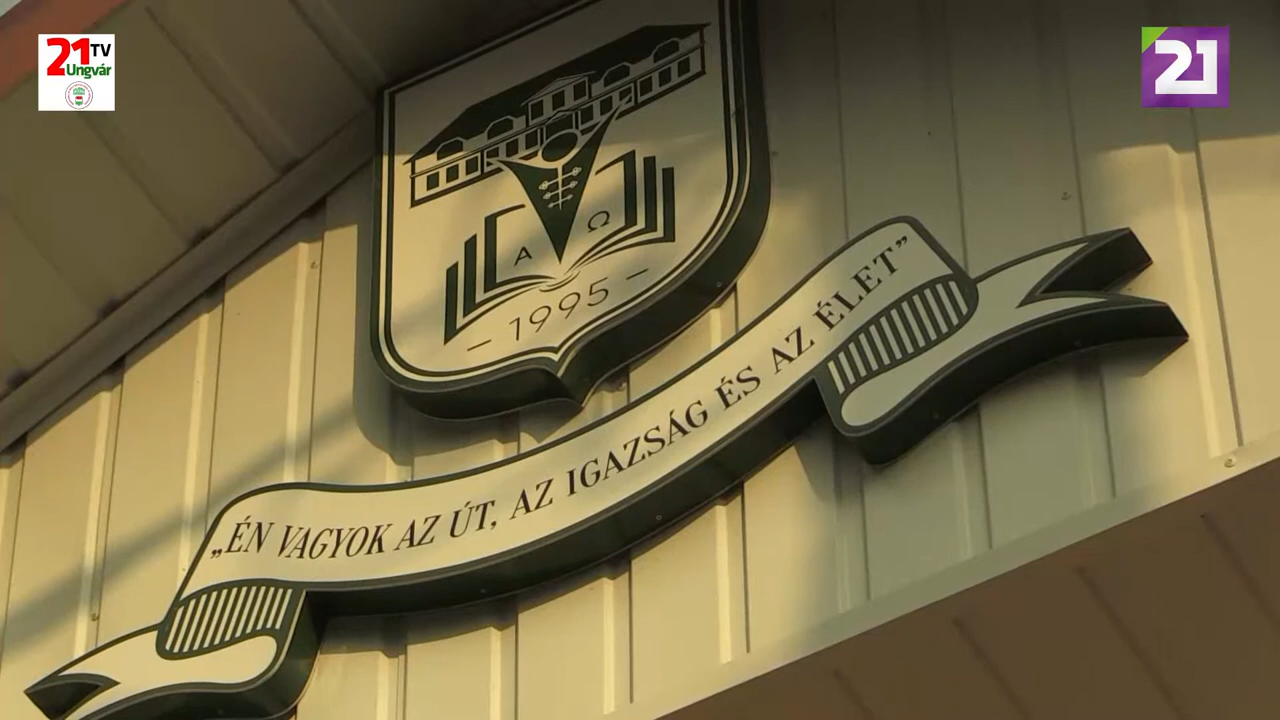 21 TV
Ungvár
21
A Ω
– 1995 –
„ÉN VAGYOK AZ ÚT, AZ IGAZSÁG ÉS AZ ÉLET”